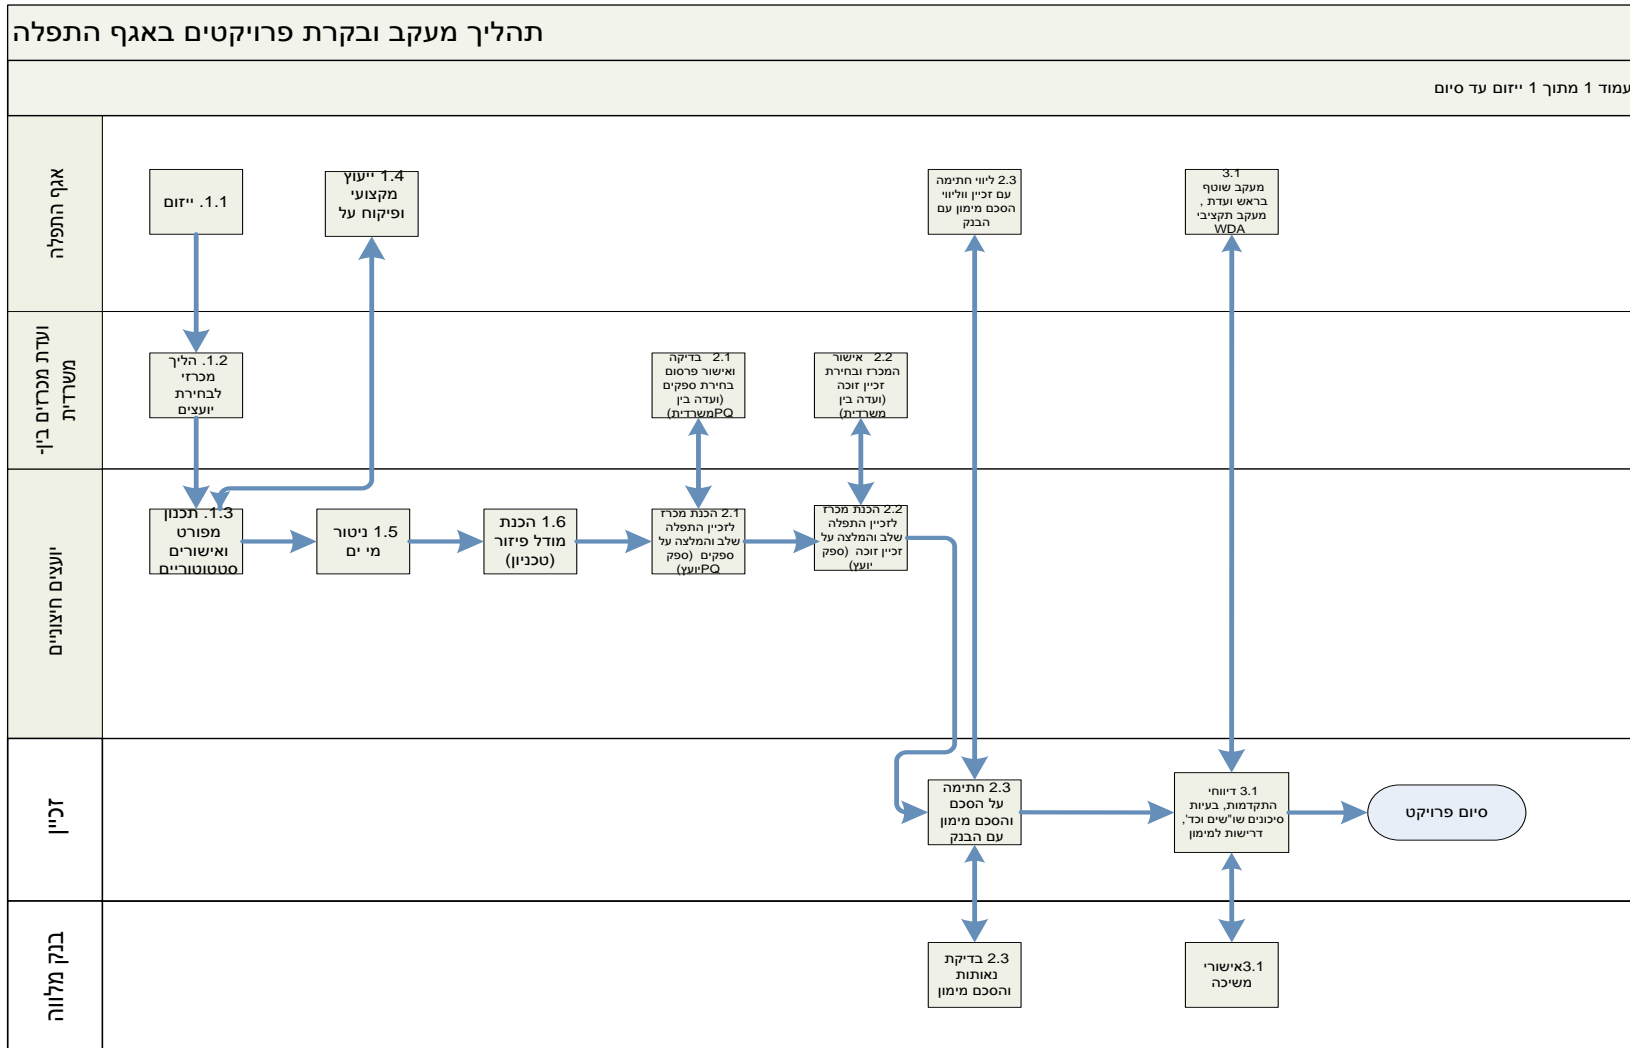 תהליך מעקב ובקרת פרויקטים באגף התפלה
עמוד 1 מתוך 1 ייזום עד סיום
אגף התפלה
1.1. ייזום
1.4 ייעוץ
מקצועי
ופיקוח על
2.3 ליווי חתימה
עם זכיין וליווי
הסכם מימון עם
הבנק
3.1
מעקב שוטף
בראש ועדת ,
מעקב תקציבי
WDA
ועדת מכרזים בין-
משרדית
1.2. הליך
מכרזי
לבחירת
יועצים
2.1 בדיקה
ואישור פרסום
בחירת ספקים
(ועדה בין
משרדית)PQ
2.2 אישור
המכרז ובחירת
זכיין זוכה
(ועדה בין
משרדית)
יועצים חיצוניים
1.3. תכנון
מפורט
ואישורים
סטטוטוריים
1.5 ניטור
מי ים
1.6 הכנת
מודל פיזור
(טכניון)
2.1 הכנת מכרז
לזכיין התפלה
שלב והמלצה על
ספקים (ספק
יועץ)PQ
2.2 הכנת מכרז
לזכיין התפלה
שלב והמלצה על
זכיין זוכה (ספק
יועץ)
זכיין
2.3 חתימה
על הסכם
והסכם מימון
עם הבנק
3.1 דיווחי
התקדמות, בעיות
סיכונים שו"שים וכד',
דרישות למימון
סיום פרויקט
בנק מלווה
2.3 בדיקת
נאותות
והסכם מימון
3.1אישורי
משיכה